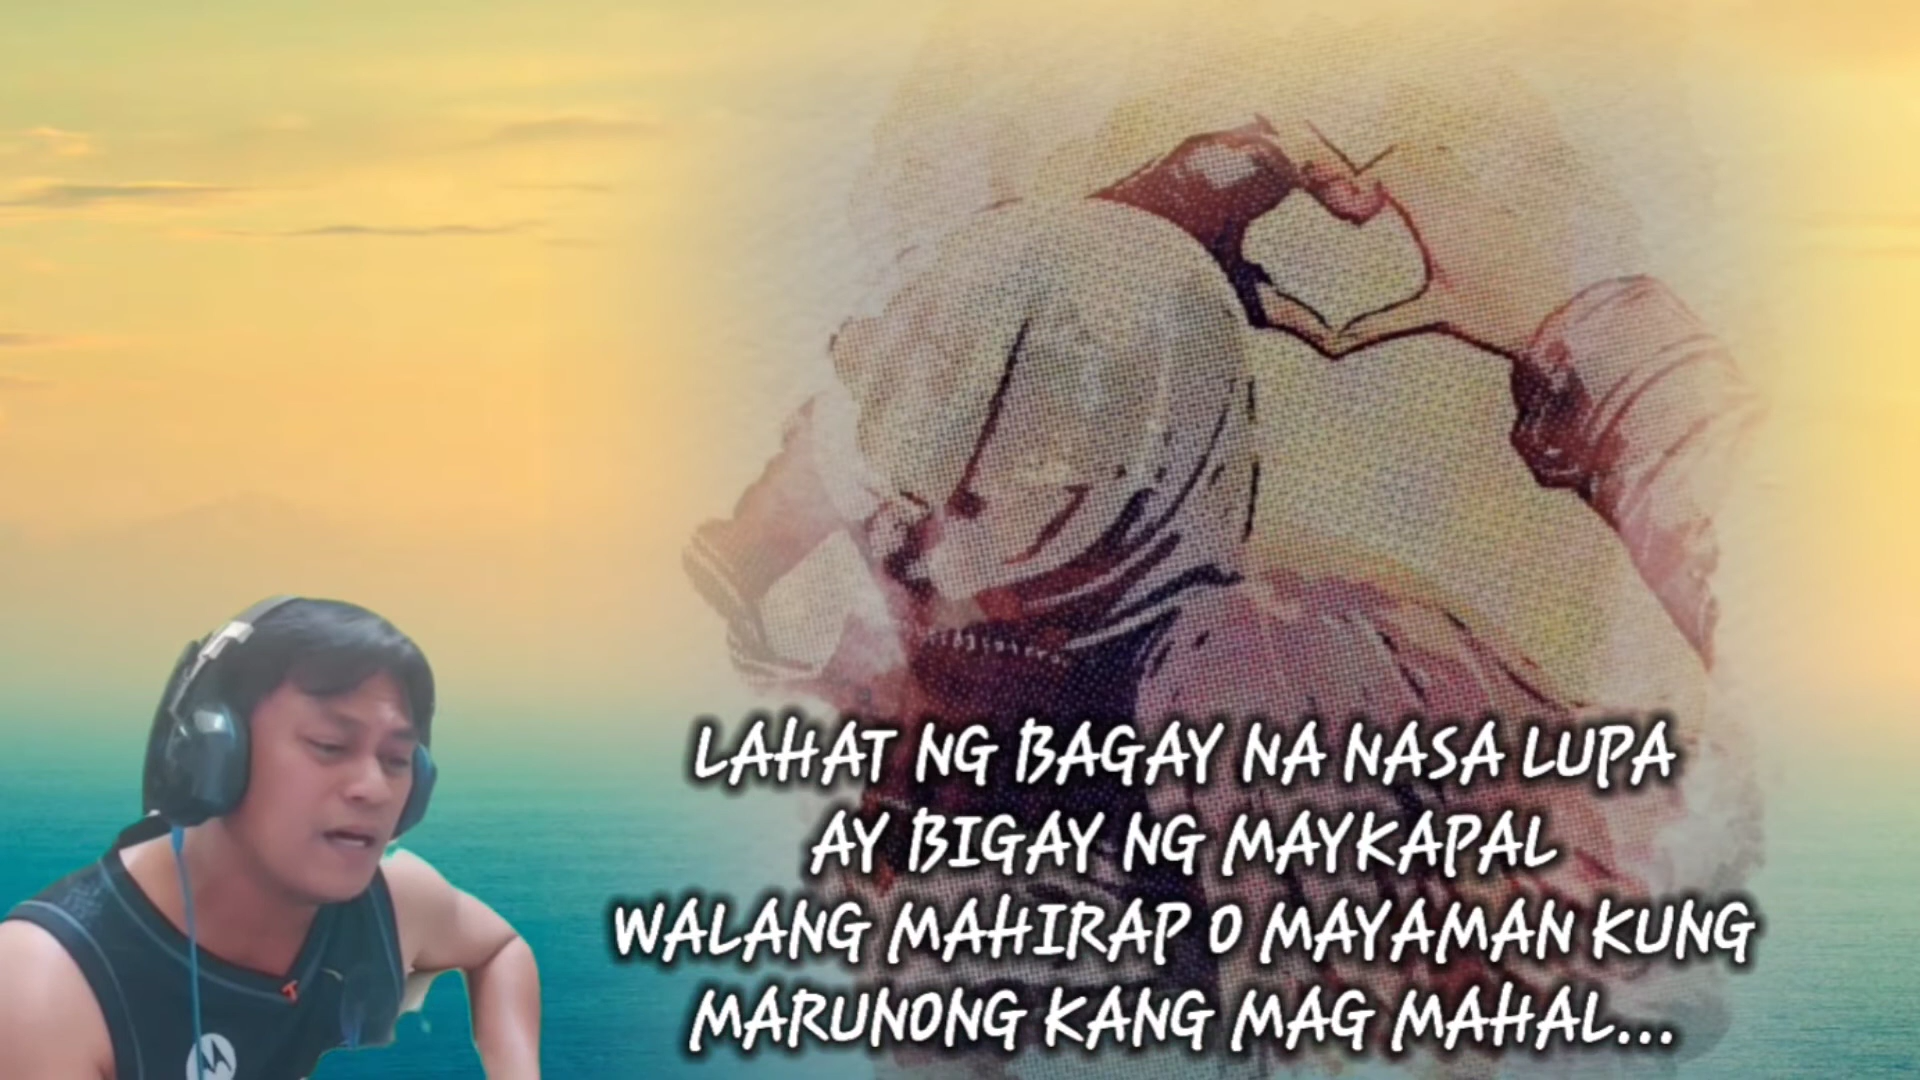 LAHAT NG BAGAY NA NASA LUPA
AY BIGAY NG MAYKAPAL
WALANG MAHIRAP O MAYAMAN KUNG
MARUNONG KANG MAG MAHAL...